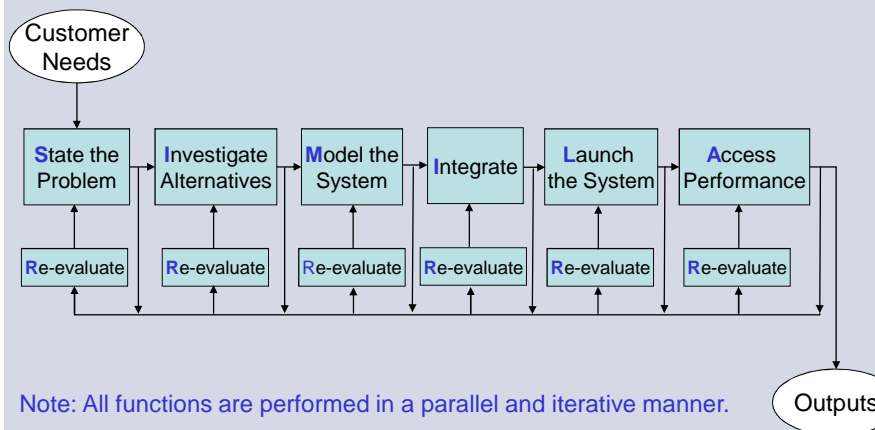 Customer
Needs
State the
Problem
Investigate
Alternatives
Model the
System
Integrate
Launch
the System
Access
Performance
Re-evaluate
Re-evaluate
Re-evaluate
Re-evaluate
Re-evaluate
Re-evaluate
Note: All functions are performed in a parallel and iterative manner.
Outputs